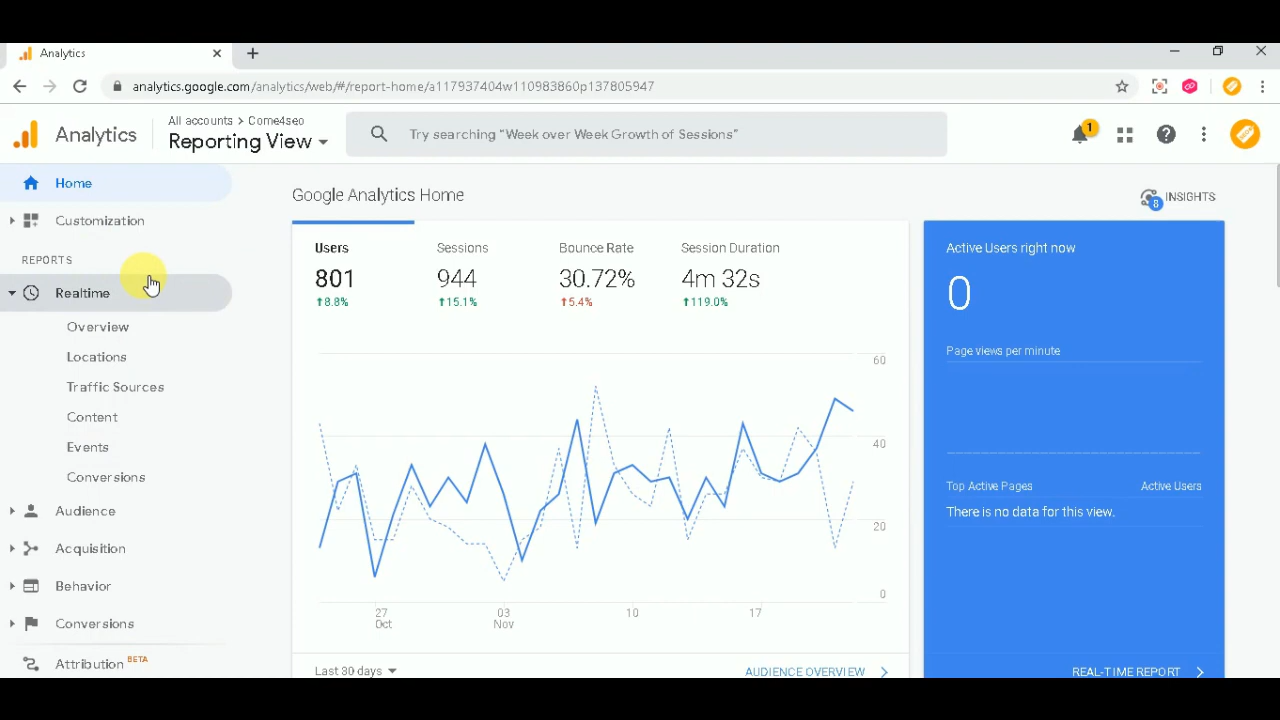 Analytics
analytics.google.com/analytics/web/#/report-home/a117937404w110983860p137805947
Analytics
All accounts > Come4seo
Reporting View
Try searching "Week over Week Growth of Sessions"
1
Home
Customization
REPORTS
Realtime
Overview
Locations
Traffic Sources
Content
Events
Conversions
Audience
Acquisition
Behavior
Conversions
Attribution BETA
Google Analytics Home
8 INSIGHTS
Users
801
8.8%
Sessions
944
15.1%
Bounce Rate
30.72%
5.4%
Session Duration
4m 32s
119.0%
60
40
20
0
27 Oct
03 Nov
10
17
Last 30 days
AUDIENCE OVERVIEW
Active Users right now
0
Page views per minute
Top Active Pages Active Users
There is no data for this view.
REAL-TIME REPORT